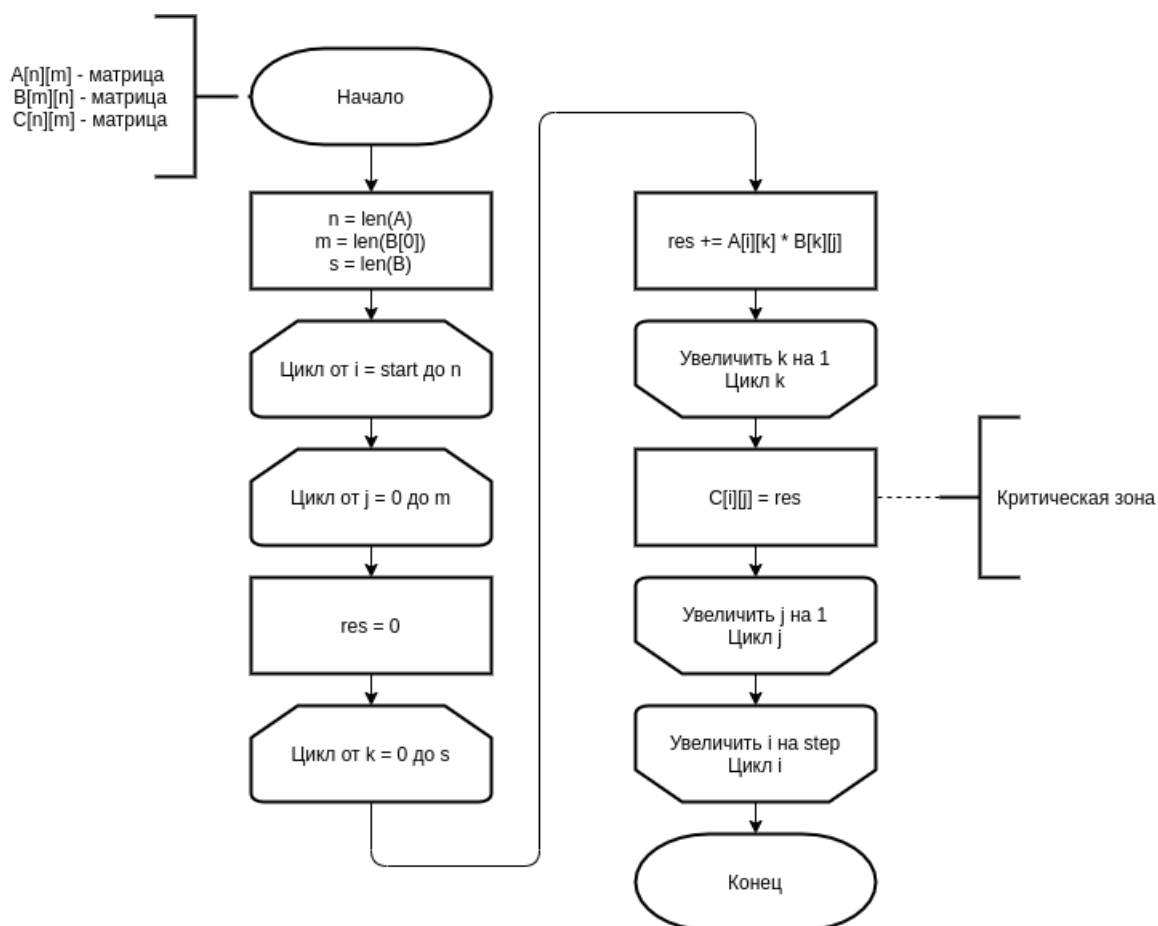 A[n][m] - матрица
B[m][n] - матрица
C[n][m] - матрица
Начало
n = len(A)
m = len(B[0])
s = len(B)
Цикл от i = start до n
Цикл от j = 0 до m
res = 0
Цикл от k = 0 до s
res += A[i][k] * B[k][j]
Увеличить k на 1
Цикл k
C[i][j] = res
Критическая зона
Увеличить j на 1
Цикл j
Увеличить i на step
Цикл i
Конец